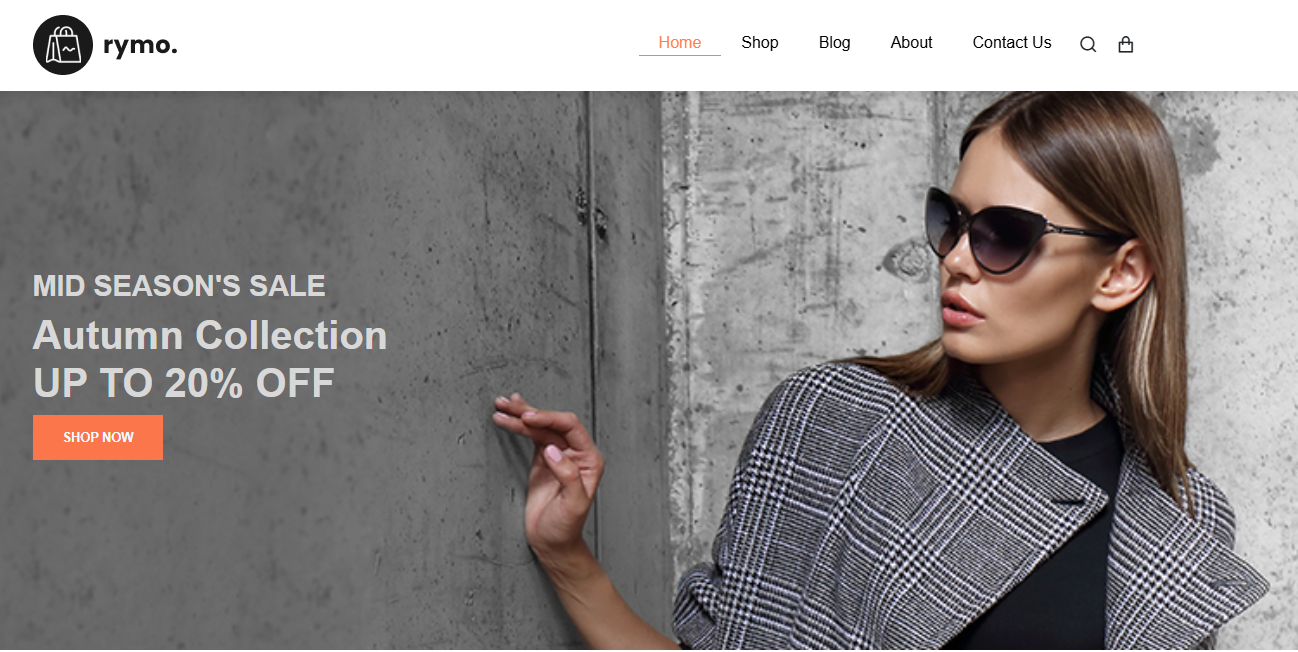 rymo.
Home Shop Blog About Contact Us
MID SEASON'S SALE
Autumn Collection
UP TO 20% OFF
SHOP NOW